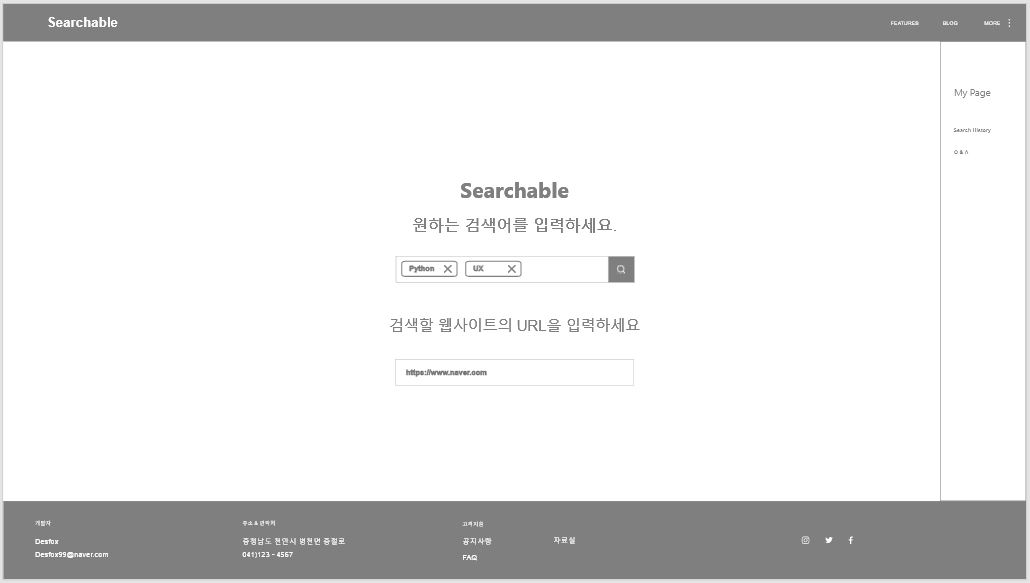 Searchable
FEATURES
BLOG
MORE
My Page
Search History
Q & A
Searchable
원하는 검색어를 입력하세요.
Python
UX
검색할 웹사이트의 URL을 입력하세요
https://www.naver.com
개발자
Desfox
Desfox99@naver.com
주소 & 연락처
충청남도 천안시 병천면 충절로
041)123 - 4567
고객지원
공지사항
자료실
FAQ